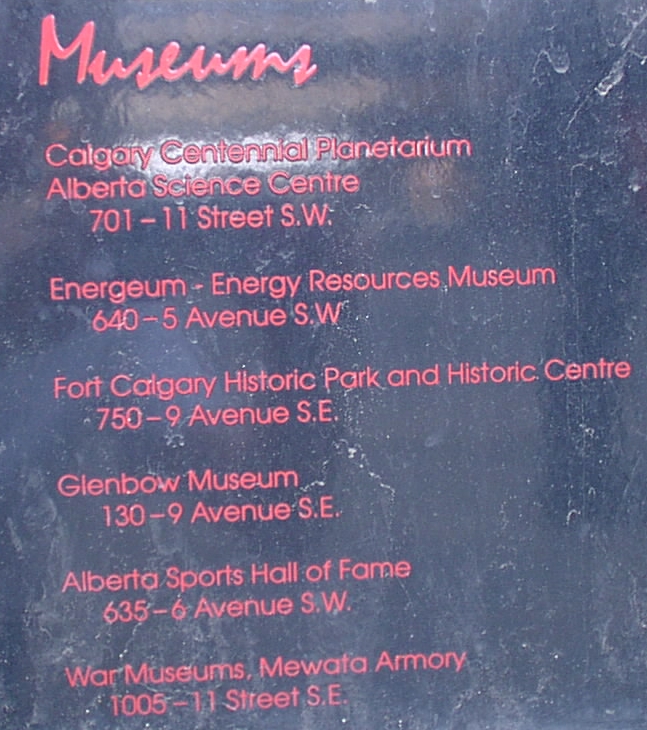 Museums
Calgary Centennial Planetarium
Alberta Science Centre
701-11 Street S.W.
Energeum - Energy Resources Museum
640-5 Avenue S.W
Fort Calgary Historic Park and Historic Centre
750-9 Avenue S.E.
Glenbow Museum
130-9 Avenue S.E.
Alberta Sports Hall of Fame
635-6 Avenue S.W.
War Museums, Mewata Armory
1005-11 Street S.E.